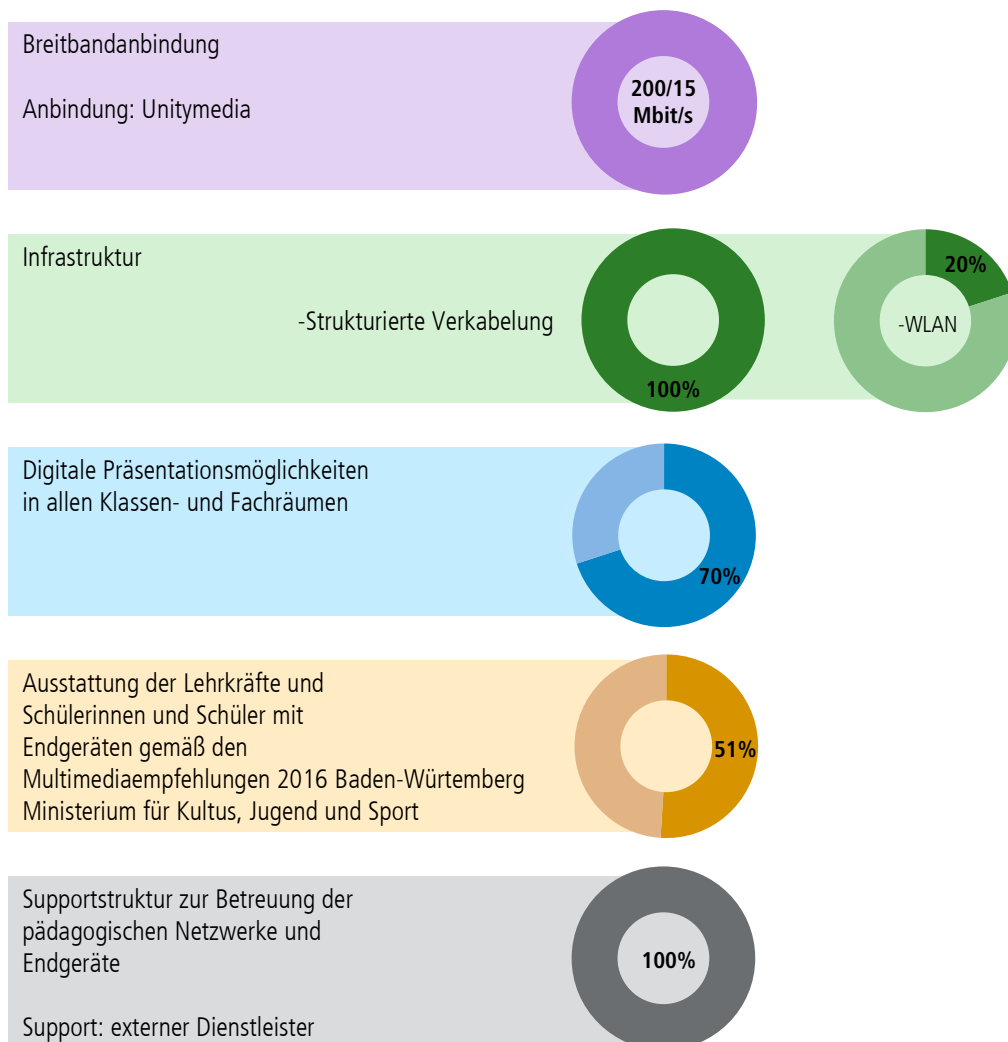 Breitbandanbindung
Anbindung: Unitymedia
200/15
Mbit/s
Infrastruktur
-Strukturierte Verkabelung
100%
20%
-WLAN
Digitale Präsentationsmöglichkeiten
in allen Klassen- und Fachräumen
70%
Ausstattung der Lehrkräfte und
Schülerinnen und Schüler mit
Endgeräten gemäß den
Multimediaempfehlungen 2016 Baden-Würtemberg
Ministerium für Kultus, Jugend und Sport
51%
Supportstruktur zur Betreuung der
pädagogischen Netzwerke und
Endgeräte
100%
Support: externer Dienstleister